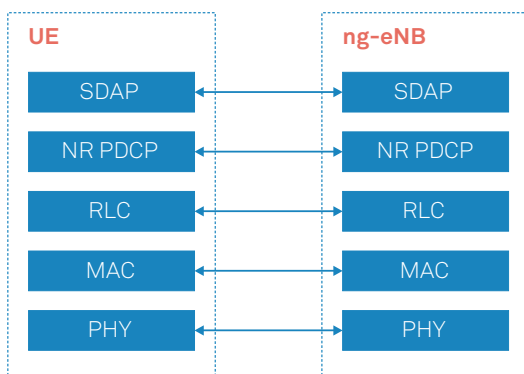 UE
ng-eNB
SDAP
SDAP
NR PDCP
NR PDCP
RLC
RLC
MAC
MAC
PHY
PHY